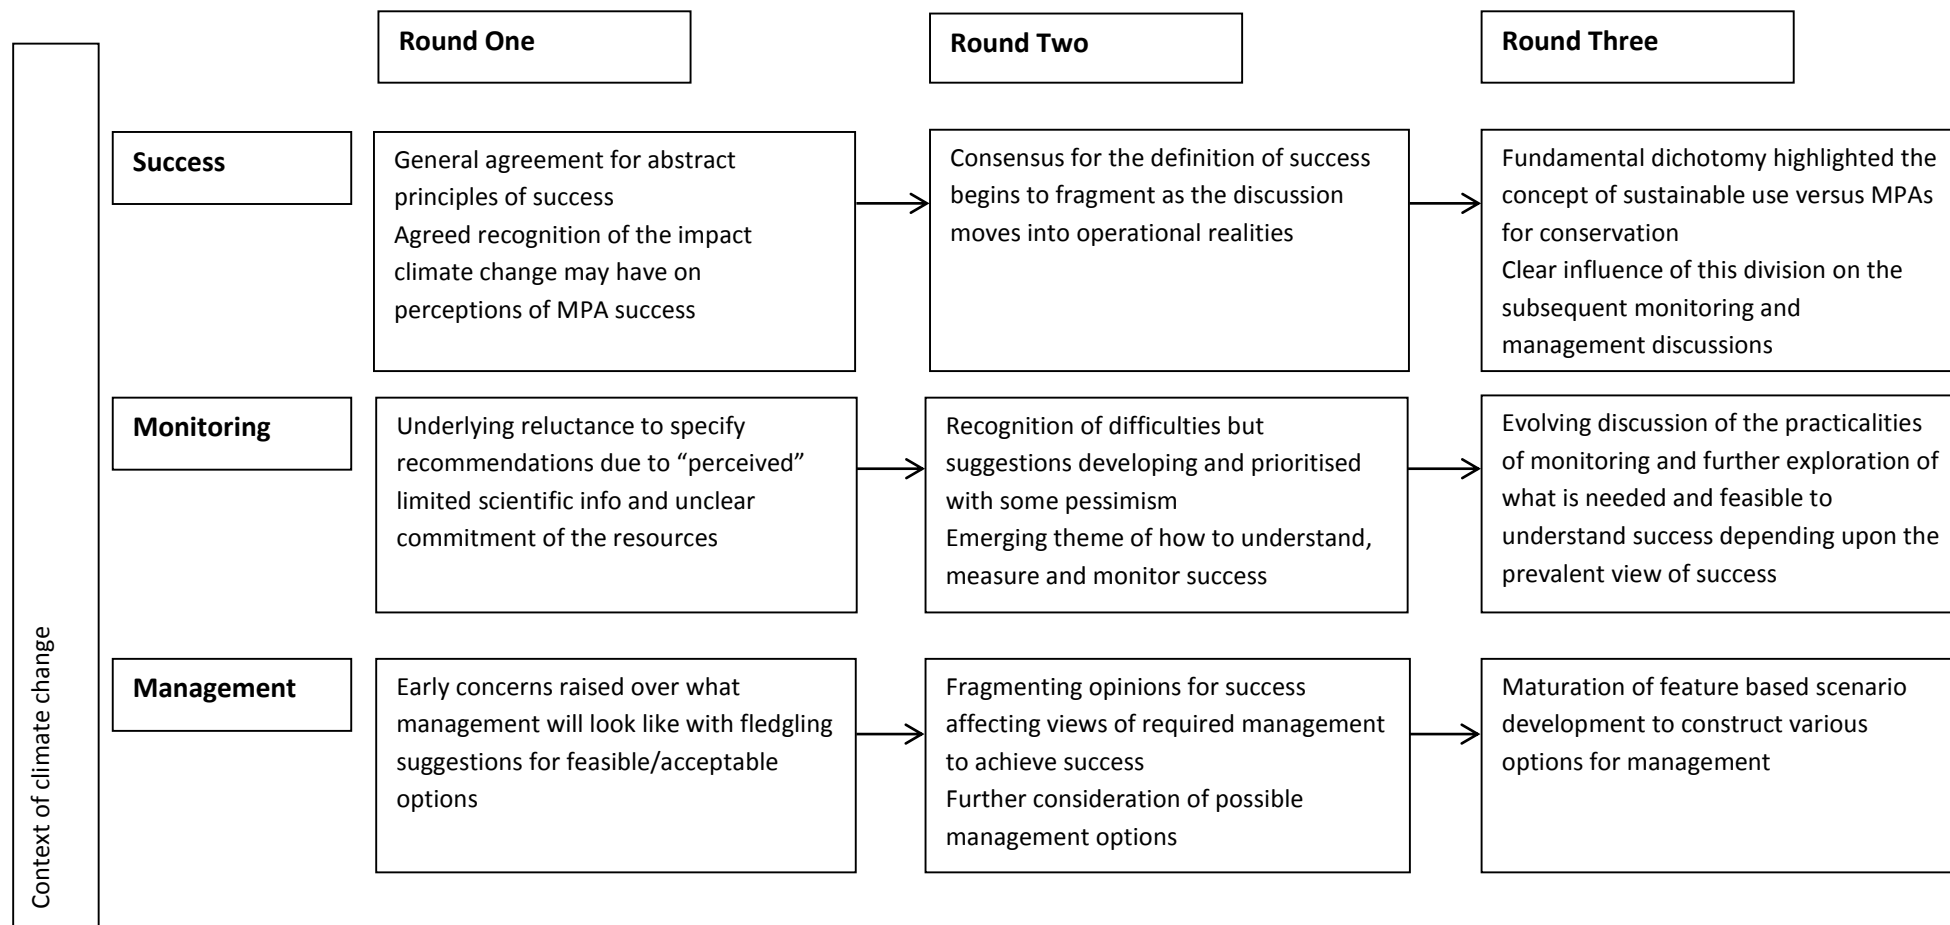 Round One
Round Two
Round Three
Success
General agreement for abstract
principles of success
Agreed recognition of the impact
climate change may have on
perceptions of MPA success
Consensus for the definition of success
begins to fragment as the discussion
moves into operational realities
Fundamental dichotomy highlighted the
concept of sustainable use versus MPAs
for conservation
Clear influence of this division on the
subsequent monitoring and
management discussions
Monitoring
Underlying reluctance to specify
recommendations due to “perceived”
limited scientific info and unclear
commitment of the resources
Recognition of difficulties but
suggestions developing and prioritised
with some pessimism
Emerging theme of how to understand,
measure and monitor success
Evolving discussion of the practicalities
of monitoring and further exploration of
what is needed and feasible to
understand success depending upon the
prevalent view of success
Management
Early concerns raised over what
management will look like with fledgling
suggestions for feasible/acceptable
options
Fragmenting opinions for success
affecting views of required management
to achieve success
Further consideration of possible
management options
Maturation of feature based scenario
development to construct various
options for management
Context of climate change